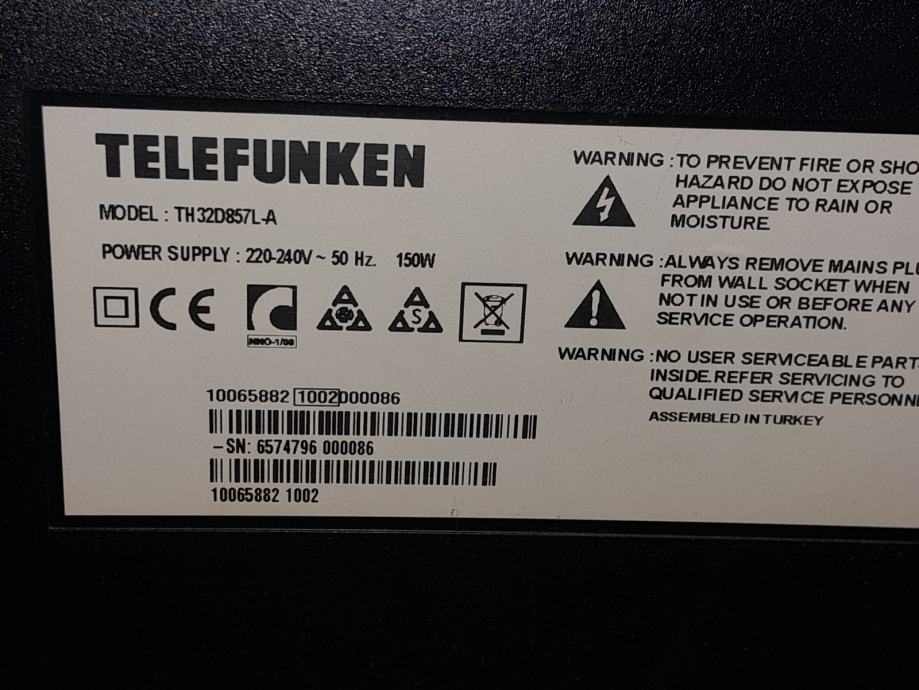 TELEFUNKEN
MODEL : TH32D857L-A
POWER SUPPLY : 220-240V ~ 50 Hz. 150W
CE
A
A
S
10065882 1002000086
-SN: 6574796 000086
10065882 1002
WARNING : TO PREVENT FIRE OR SHO
HAZARD DO NOT EXPOSE
APPLIANCE TO RAIN OR
MOISTURE
WARNING : ALWAYS REMOVE MAINS PLU
FROM WALL SOCKET WHEN
NOT IN USE OR BEFORE ANY
SERVICE OPERATION.
WARNING : NO USER SERVICEABLE PART
INSIDE.REFER SERVICING TO
QUALIFIED SERVICE PERSONN
ASSEMBLED IN TURKEY